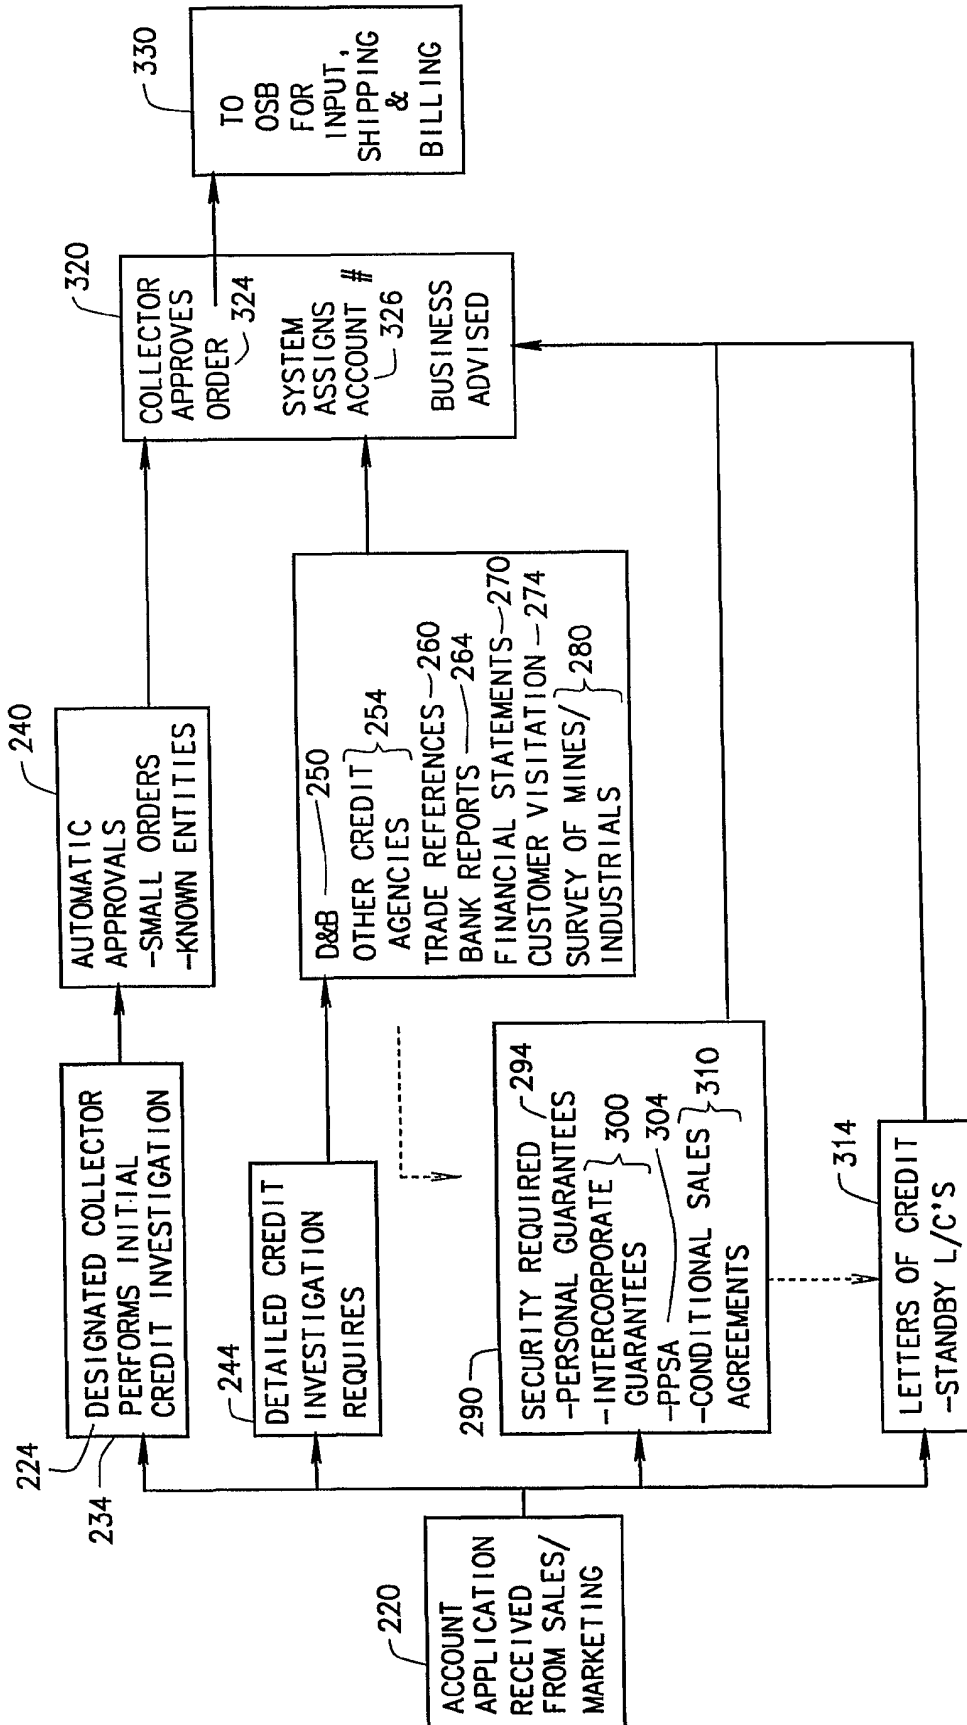 220
ACCOUNT
APPLICATION
RECEIVED
FROM SALES/
MARKETING
224
234
DESIGNATED COLLECTOR
PERFORMS INITIAL
CREDIT INVESTIGATION
240
AUTOMATIC
APPROVALS
-SMALL ORDERS
-KNOWN ENTITIES
244
DETAILED CREDIT
INVESTIGATION
REQUIRES
D&B 250
OTHER CREDIT
AGENCIES } 254
TRADE REFERENCES-260
BANK REPORTS-264
FINANCIAL STATEMENTS-270
CUSTOMER VISITATION-274
SURVEY OF MINES/
INDUSTRIALS } 280
290
SECURITY REQUIRED 294
-PERSONAL GUARANTEES
-INTERCORPORATE
GUARANTEES } 300
-PPSA 304
-CONDITIONAL SALES
AGREEMENTS } 310
314
LETTERS OF CREDIT
-STANDBY L/C'S
320
COLLECTOR
APPROVES
ORDER 324
SYSTEM
ASSIGNS
ACCOUNT #
326
BUSINESS
ADVISED
330
TO
OSB
FOR
INPUT,
SHIPPING
&
BILLING